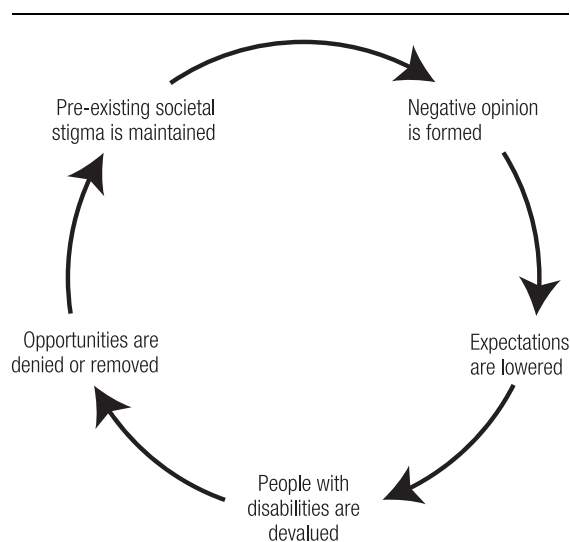 Pre-existing societal
stigma is maintained
Negative opinion
is formed
Expectations
are lowered
People with
disabilities are
devalued
Opportunities are
denied or removed